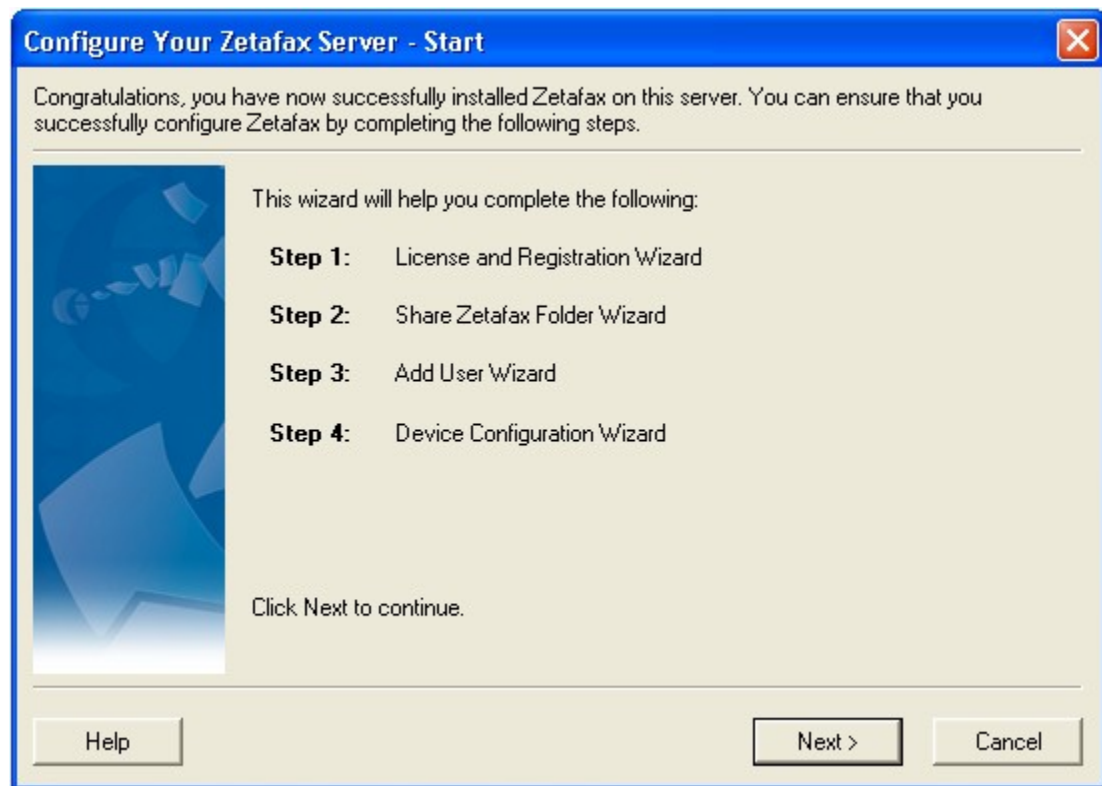 Configure Your Zetafax Server - Start
Congratulations, you have now successfully installed Zetafax on this server. You can ensure that you
successfully configure Zetafax by completing the following steps.
This wizard will help you complete the following:
Step 1: License and Registration Wizard
Step 2: Share Zetafax Folder Wizard
Step 3: Add User Wizard
Step 4: Device Configuration Wizard
Click Next to continue.
Help Next > Cancel